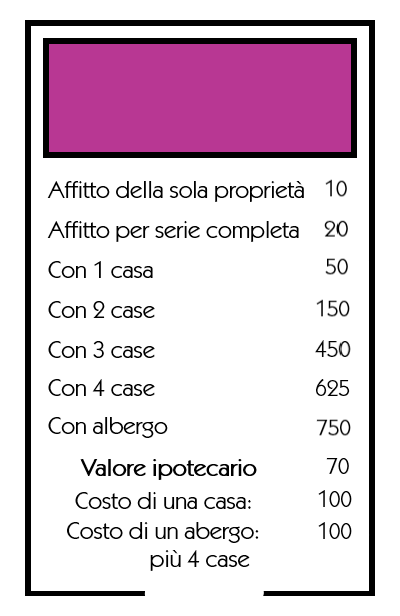 Affitto della sola proprietà 10
Affitto per serie completa 20
Con 1 casa 50
Con 2 case 150
Con 3 case 450
Con 4 case 625
Con albergo 750
Valore ipotecario 70
Costo di una casa: 100
Costo di un abergo: 100
più 4 case